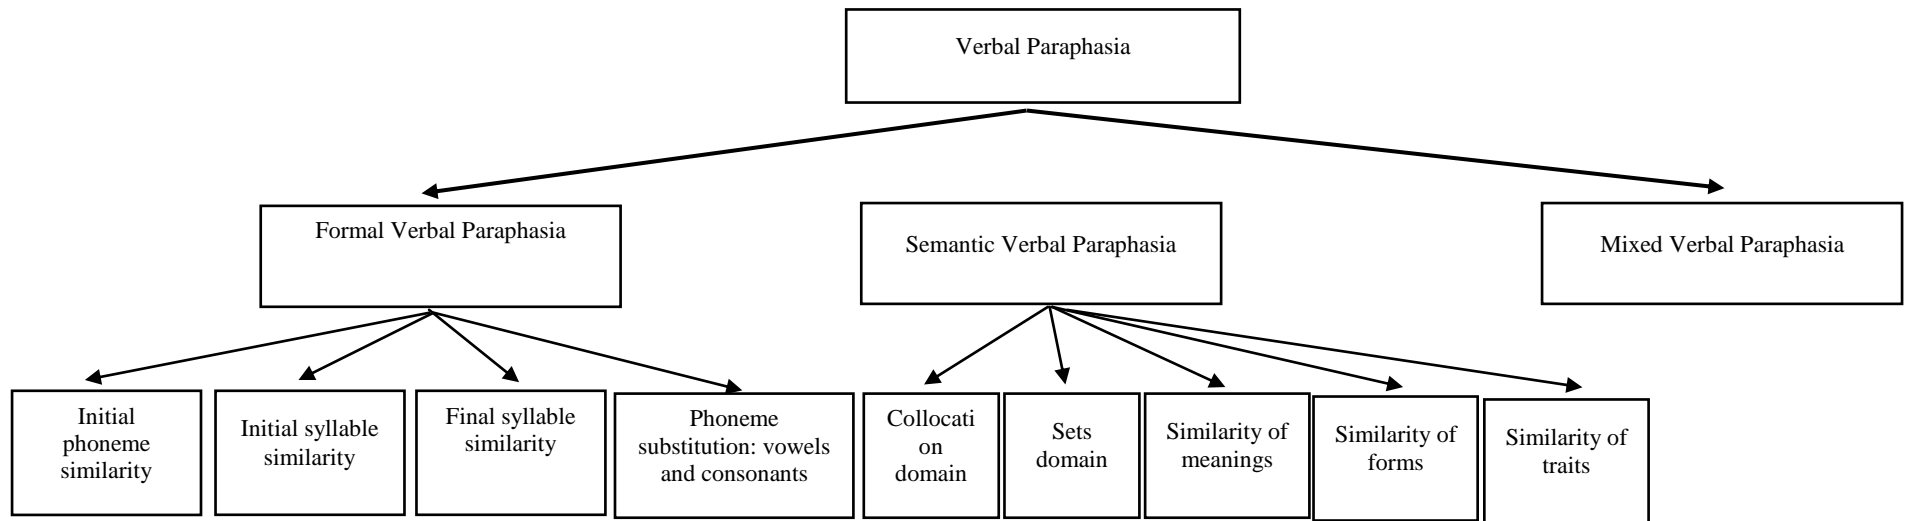 Verbal Paraphasia
Formal Verbal Paraphasia
Semantic Verbal Paraphasia
Mixed Verbal Paraphasia
Initial
phoneme
similarity
Initial syllable
similarity
Final syllable
similarity
Phoneme
substitution: vowels
and consonants
Collocati
on
domain
Sets
domain
Similarity of
meanings
Similarity of
forms
Similarity of
traits